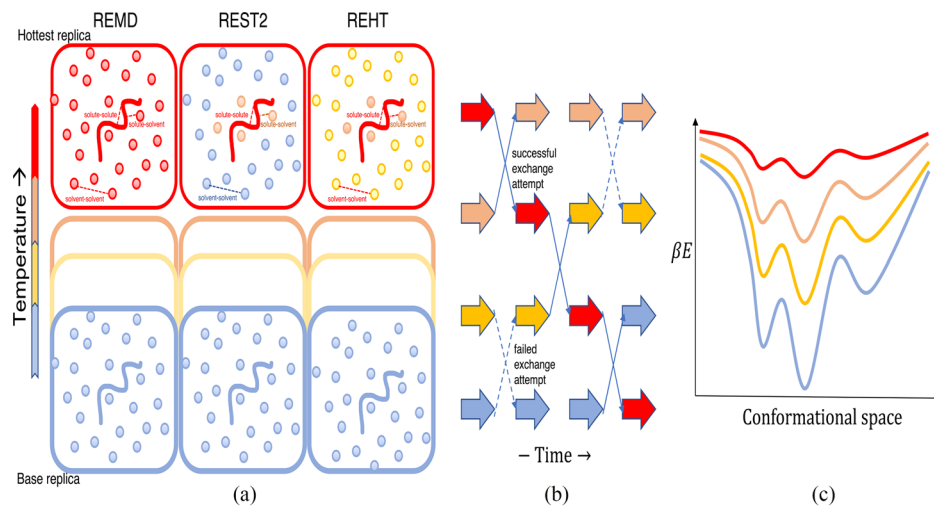 REMD
REST2
REHT
Hottest replica
Temperature →
solute-solute
solute-solvent
solvent-solvent
solute-solute
solute-solvent
solvent-solvent
solute-solute
solute-solvent
solvent-solvent
Base replica
(a)
successful
exchange
attempt
failed
exchange
attempt
– Time →
(b)
βE
Conformational space
(c)